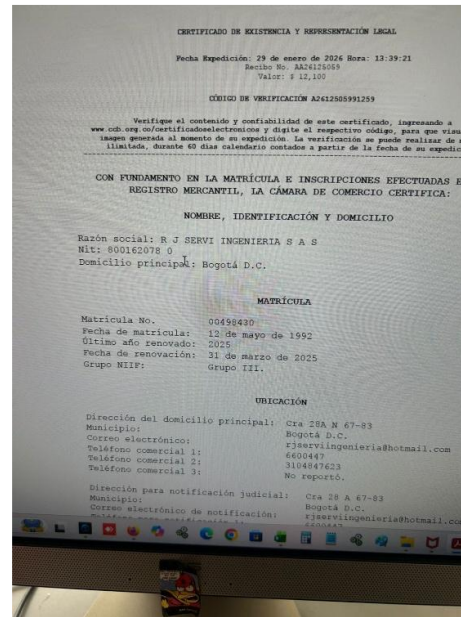 CERTIFICADO DE EXISTENCIA Y REPRESENTACIÓN LEGAL
Fecha Expedición: 29 de enero de 2026 Hora: 13:39:21
Recibo No. AA26125059
Valor: $ 12,100
CÓDIGO DE VERIFICACIÓN A2612505991259
Verifique el contenido y confiabilidad de este certificado, ingresando a
www.ccb.org.co/certificadoselectronicos y digite el respectivo código, para que visu
imagen generada al momento de su expedición. La verificación se puede realizar de
ilimitada, durante 60 días calendario contados a partir de la fecha de su expedic
CON FUNDAMENTO EN LA MATRÍCULA E INSCRIPCIONES EFECTUADAS E
REGISTRO MERCANTIL, LA CÁMARA DE COMERCIO CERTIFICA:
NOMBRE, IDENTIFICACIÓN Y DOMICILIO
Razón social: R J SERVI INGENIERIA S A S
Nit: 800162078 0
Domicilio principal: Bogotá D.C.
MATRÍCULA
Matrícula No. 00498430
Fecha de matrícula: 12 de mayo de 1992
Último año renovado: 2025
Fecha de renovación: 31 de marzo de 2025
Grupo NIIF: Grupo III.
UBICACIÓN
Dirección del domicilio principal: Cra 28A N 67-83
Municipio: Bogotá D.C.
Correo electrónico: rjserviingenieria@hotmail.com
Teléfono comercial 1: 6600447
Teléfono comercial 2: 3104847623
Teléfono comercial 3: No reportó.
Dirección para notificación judicial: Cra 28 A 67-83
Municipio: Bogotá D.C.
Correo electrónico de notificación: rjserviingenieria@hotmail.co